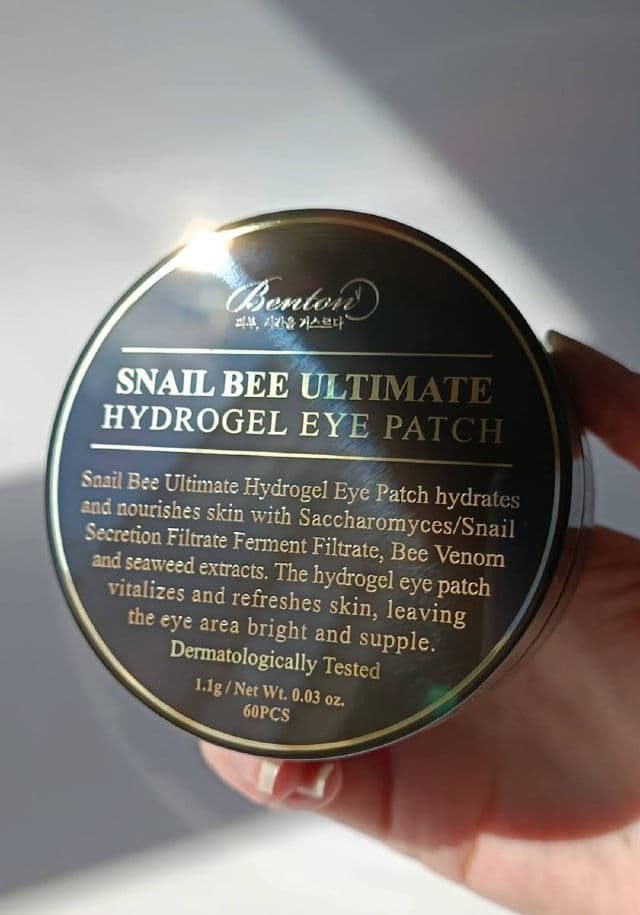 Benton
피부, 시간을 거스르다
SNAIL BEE ULTIMATE
HYDROGEL EYE PATCH
Snail Bee Ultimate Hydrogel Eye Patch hydrates
and nourishes skin with Saccharomyces/Snail
Secretion Filtrate Ferment Filtrate, Bee Venom
and seaweed extracts. The hydrogel eye patch
vitalizes and refreshes skin, leaving
the eye area bright and supple.
Dermatologically Tested
1.1g / Net Wt. 0.03 oz.
60PCS